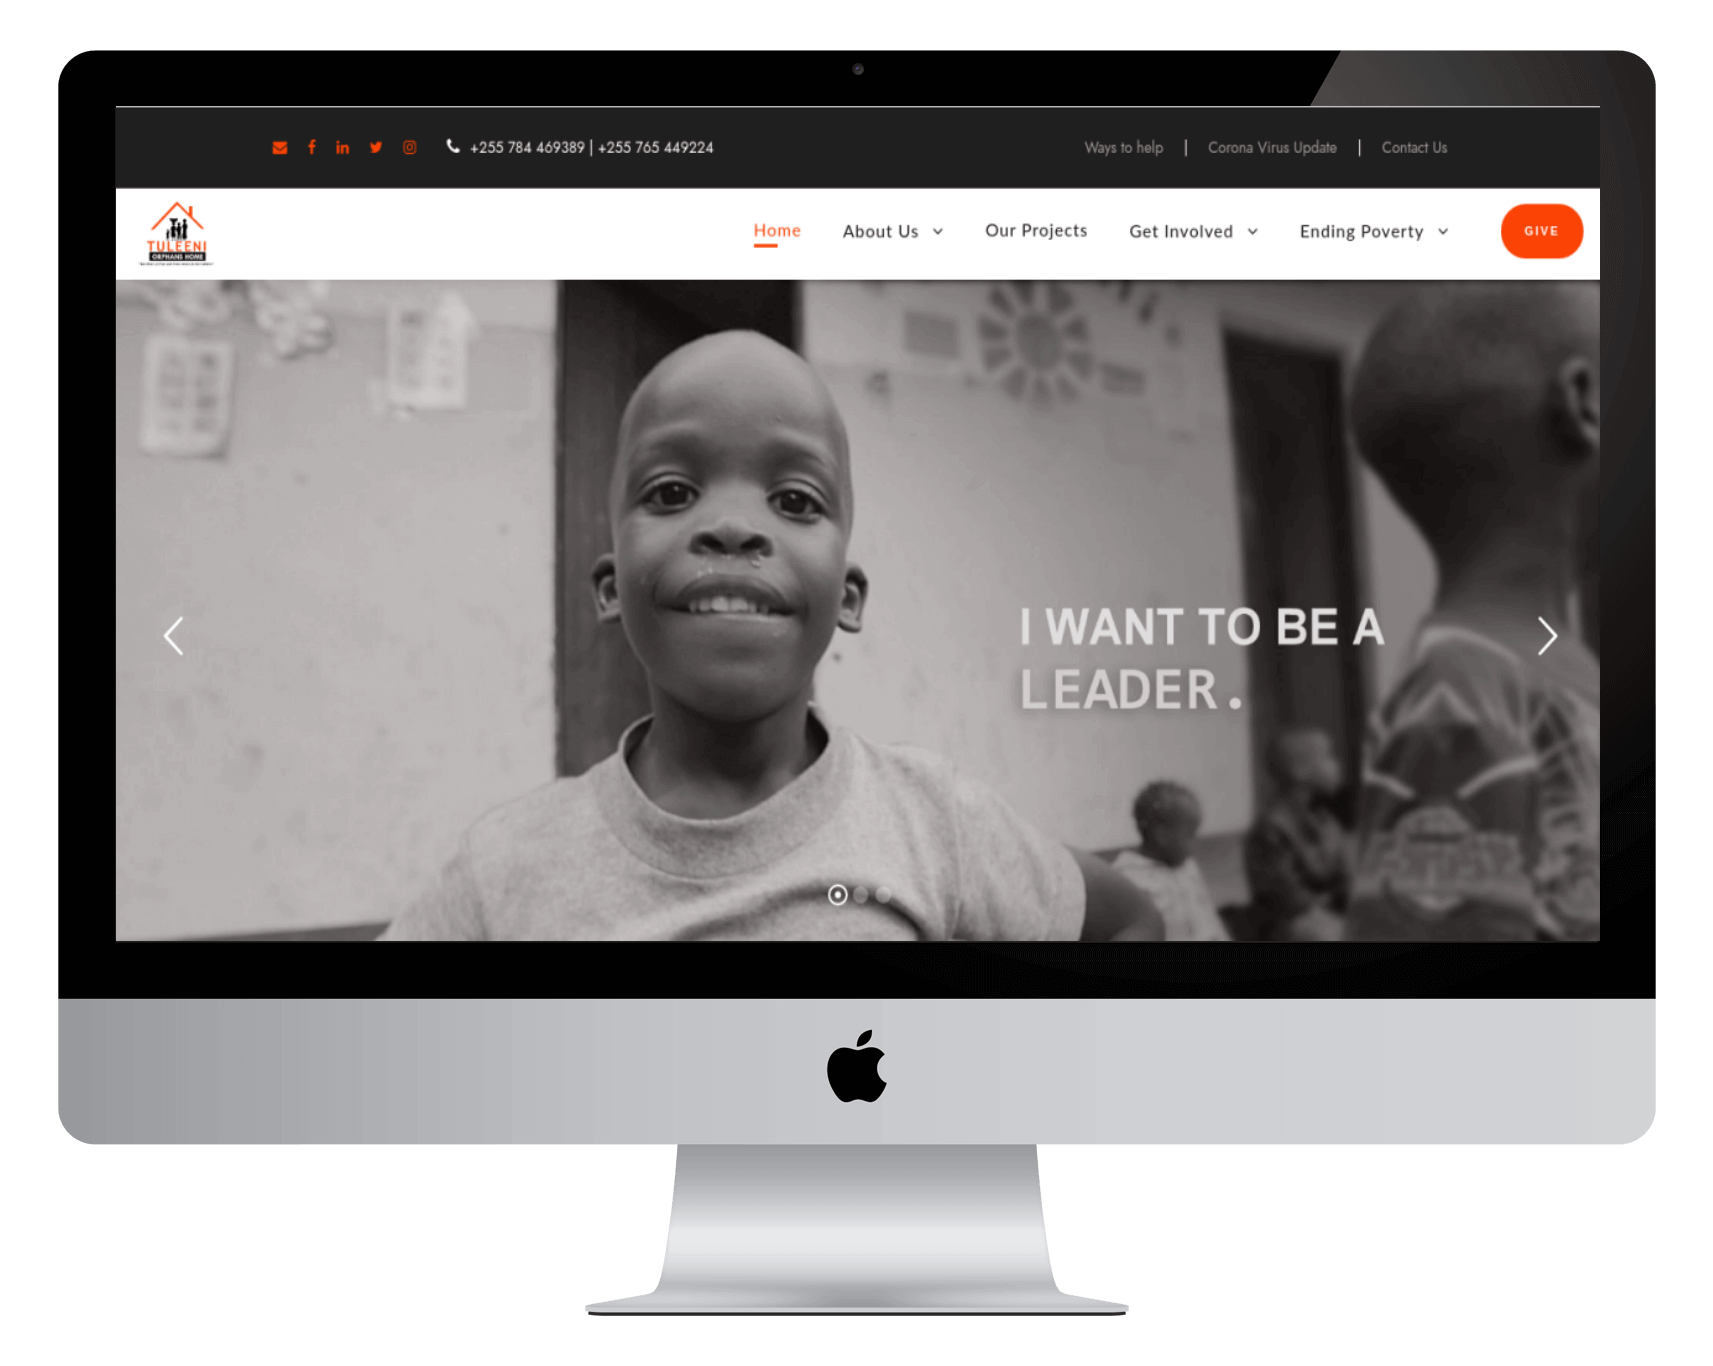 +255 784 469389 | +255 765 449224
Ways to help | Corona Virus Update | Contact Us
TULEENI
ORPHANS HOME
Home
About Us
Our Projects
Get Involved
Ending Poverty
GIVE
I WANT TO BE A
LEADER.